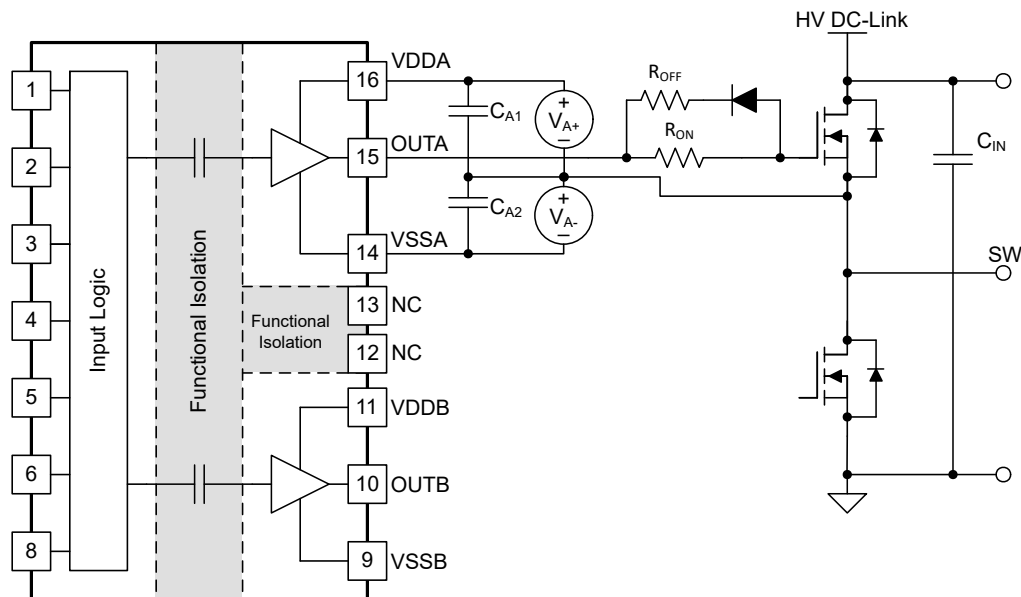 HV DC-Link
VDDA
1
16
C_A1
V_A+
R_OFF
OUTA
R_ON
C_IN
2
15
C_A2
V_A-
VSSA
3
14
SW
Input Logic
Functional Isolation
13
NC
Functional
Isolation
4
12
NC
5
11
VDDB
6
10
OUTB
8
9
VSSB